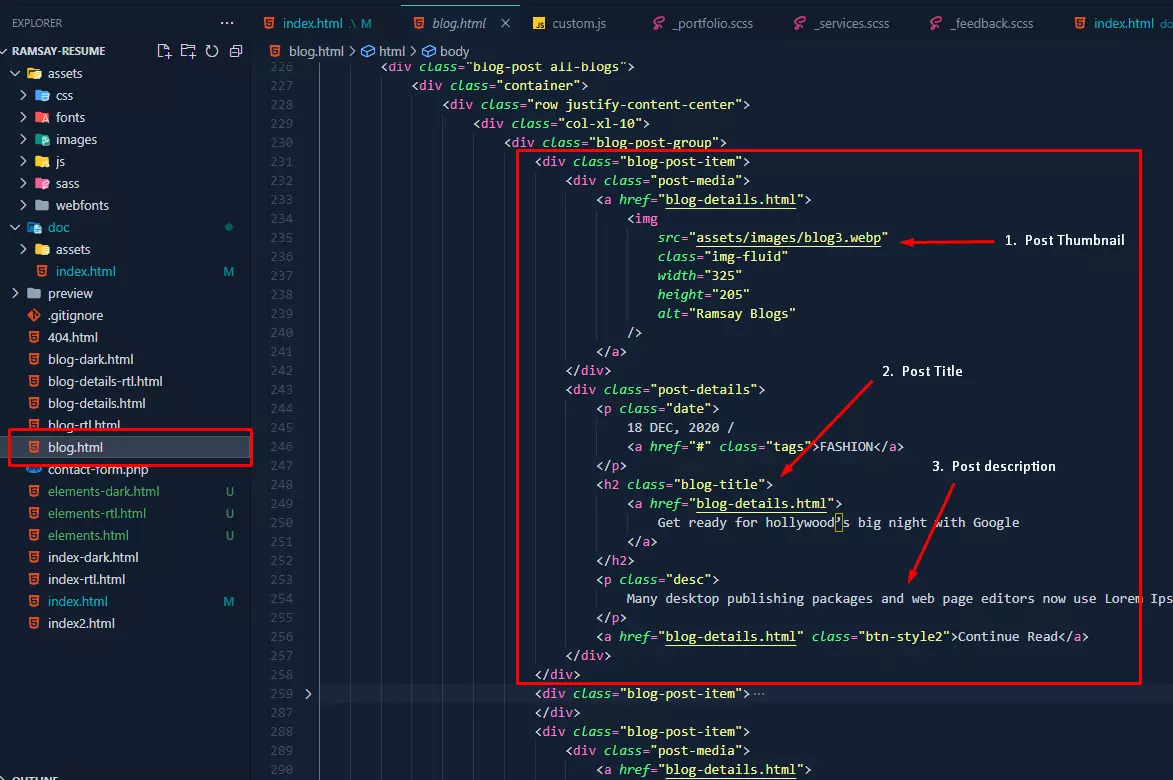 EXPLORER ···
RAMSAY-RESUME
assets
css
fonts
images
js
sass
webfonts
doc
assets
index.html M
preview
.gitignore
404.html
blog-dark.html
blog-details-rtl.html
blog-details.html
blog-rtl.html
blog.html
contact-form.php
elements-dark.html U
elements-rtl.html U
elements.html U
index-dark.html
index-rtl.html
index.html M
index2.html
OUTLINE
index.html .\ M blog.html custom.js _portfolio.scss _services.scss _feedback.scss index.html
blog.html > html > body
226 <div class="blog-post all-blogs">
227 <div class="container">
228 <div class="row justify-content-center">
229 <div class="col-xl-10">
230 <div class="blog-post-group">
231 <div class="blog-post-item">
232 <div class="post-media">
233 <a href="blog-details.html">
234 <img
235 src="assets/images/blog3.webp"
1. Post Thumbnail
236 class="img-fluid"
237 width="325"
238 height="205"
239 alt="Ramsay Blogs"
240 />
241 </a>
242 </div>
2. Post Title
243 <div class="post-details">
244 <p class="date">
245 18 DEC, 2020 /
246 <a href="#" class="tags">FASHION</a>
247 </p>
3. Post description
248 <h2 class="blog-title">
249 <a href="blog-details.html">
250 Get ready for hollywood’s big night with Google
251 </a>
252 </h2>
253 <p class="desc">
254 Many desktop publishing packages and web page editors now use Lorem Ips
255 </p>
256 <a href="blog-details.html" class="btn-style2">Continue Read</a>
257 </div>
258 </div>
259 <div class="blog-post-item">···
287 </div>
288 <div class="blog-post-item">
289 <div class="post-media">
290 <a href="blog-details.html">